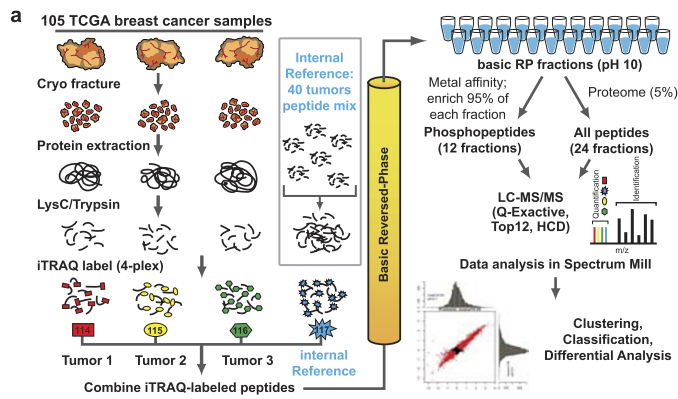 a
105 TCGA breast cancer samples
Cryo fracture
Protein extraction
LysC/Trypsin
iTRAQ label (4-plex)
114
115
116
117
Tumor 1
Tumor 2
Tumor 3
internal
Reference
Combine iTRAQ-labeled peptides
Internal
Reference:
40 tumors
peptide mix
Basic Reversed-Phase
basic RP fractions (pH 10)
Metal affinity;
enrich 95% of
each fraction
Proteome (5%)
Phosphopeptides
(12 fractions)
All peptides
(24 fractions)
LC-MS/MS
(Q-Exactive,
Top12, HCD)
Quantification
Identification
m/z
Data analysis in Spectrum Mill
Clustering,
Classification,
Differential Analysis